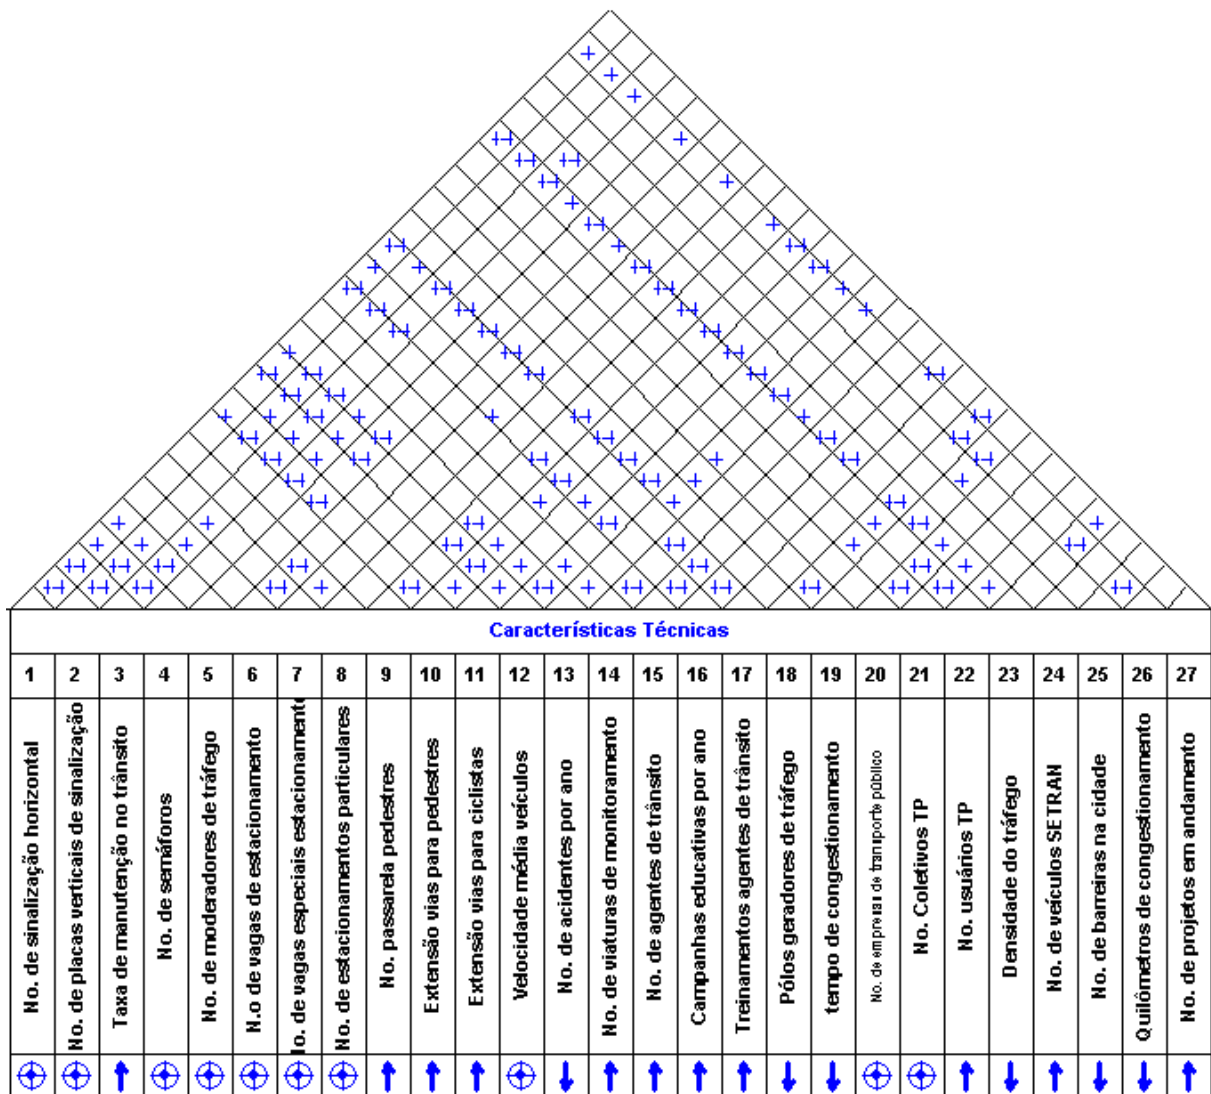 Características Técnicas
1 2 3 4 5 6 7 8 9 10 11 12 13 14 15 16 17 18 19 20 21 22 23 24 25 26 27
No. de sinalização horizontal
No. de placas verticais de sinalização
Taxa de manutenção no trânsito
No. de semáforos
No. de moderadores de tráfego
N.o de vagas de estacionamento
lo. de vagas especiais estacionamento
No. de estacionamentos particulares
No. passarela pedestres
Extensão vias para pedestres
Extensão vias para ciclistas
Velocidade média veículos
No. de acidentes por ano
No. de viaturas de monitoramento
No. de agentes de trânsito
Campanhas educativas por ano
Treinamentos agentes de trânsito
Pólos geradores de tráfego
tempo de congestionamento
No. de empresas de transporte público
No. Coletivos TP
No. usuários TP
Densidade do tráfego
No. de veículos SETRAN
No. de barreiras na cidade
Quilômetros de congestionamento
No. de projetos em andamento